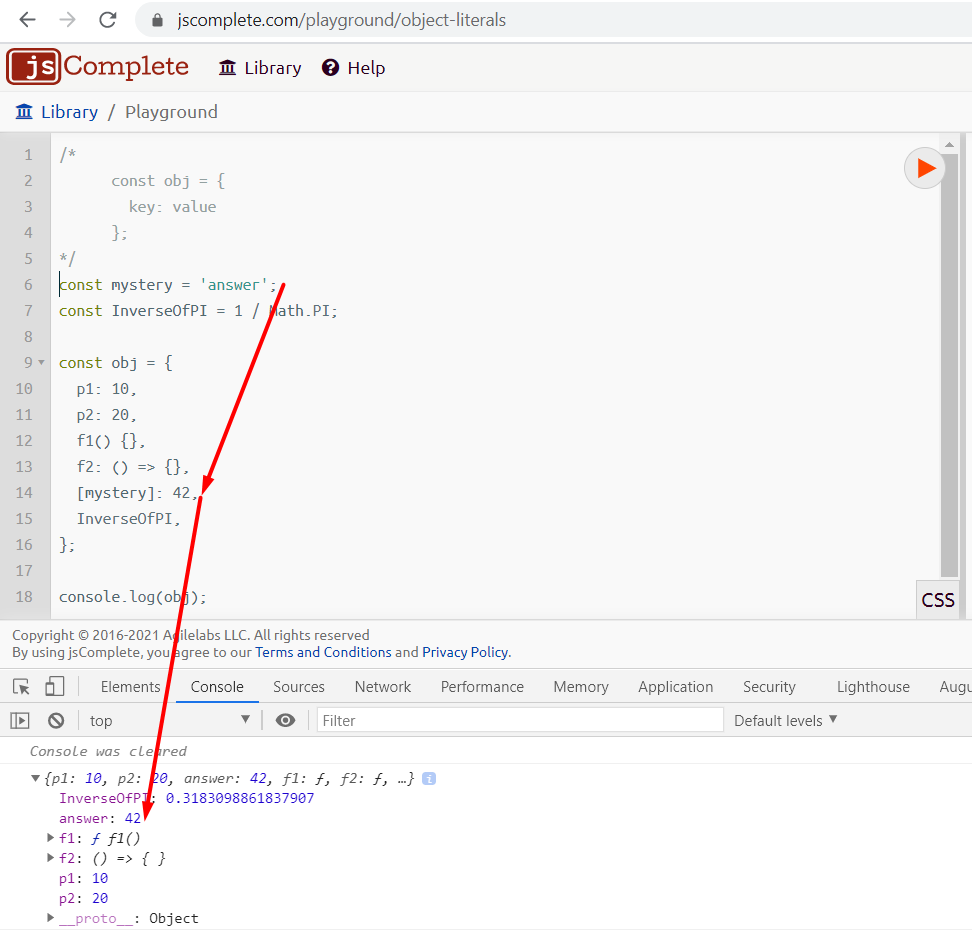 jscomplete.com/playground/object-literals
jsComplete Library Help
Library / Playground
1 /*
2 const obj = {
3 key: value
4 };
5 */
6 const mystery = 'answer';
7 const InverseOfPI = 1 / Math.PI;
8
9 const obj = {
10 p1: 10,
11 p2: 20,
12 f1() {},
13 f2: () => {},
14 [mystery]: 42,
15 InverseOfPI,
16 };
17
18 console.log(obj);
CSS
Copyright © 2016-2021 Agilelabs LLC. All rights reserved
By using jsComplete, you agree to our Terms and Conditions and Privacy Policy.
Elements Console Sources Network Performance Memory Application Security Lighthouse Augu
top Filter Default levels
Console was cleared
{p1: 10, p2: 20, answer: 42, f1: ƒ, f2: ƒ, …} i
InverseOfPI: 0.3183098861837907
answer: 42
f1: ƒ f1()
f2: () => { }
p1: 10
p2: 20
__proto__: Object